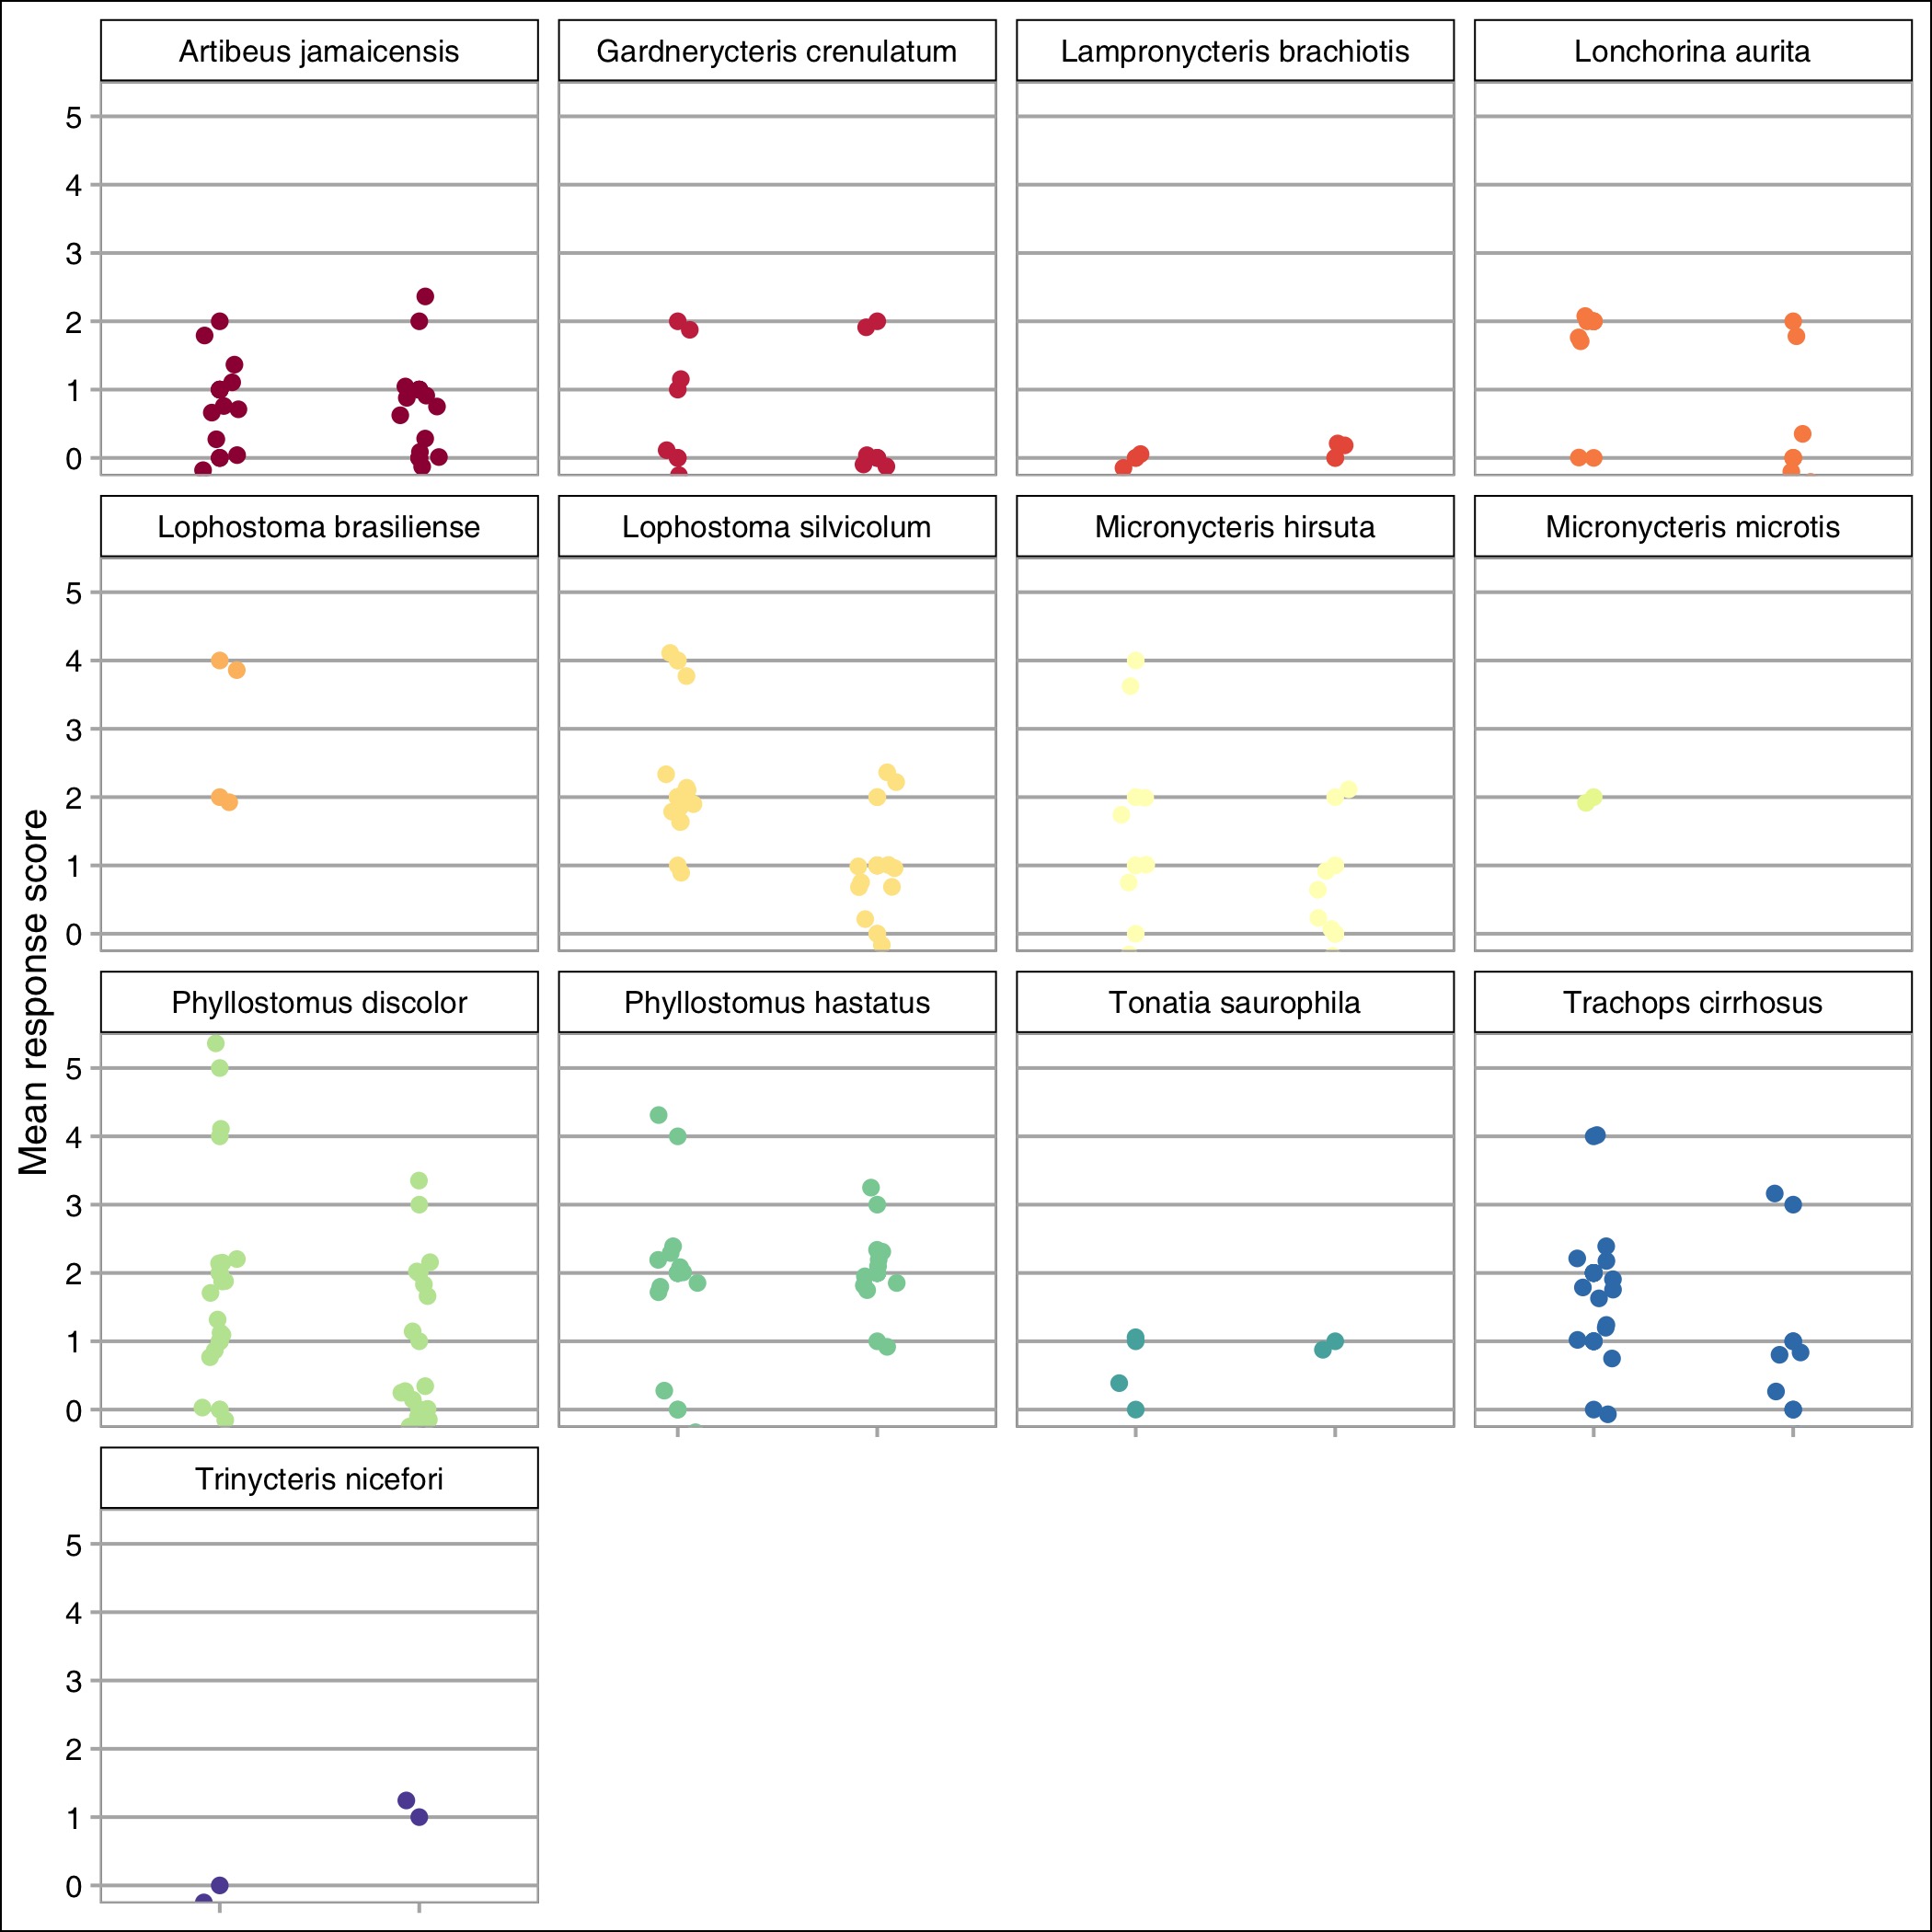 Artibeus jamaicensis
Gardnerycteris crenulatum
Lampronycteris brachiotis
Lonchorina aurita
5
4
3
2
1
0
Lophostoma brasiliense
Lophostoma silvicolum
Micronycteris hirsuta
Micronycteris microtis
5
4
3
2
1
0
Mean response score
Phyllostomus discolor
Phyllostomus hastatus
Tonatia saurophila
Trachops cirrhosus
5
4
3
2
1
0
Trinycteris nicefori
5
4
3
2
1
0